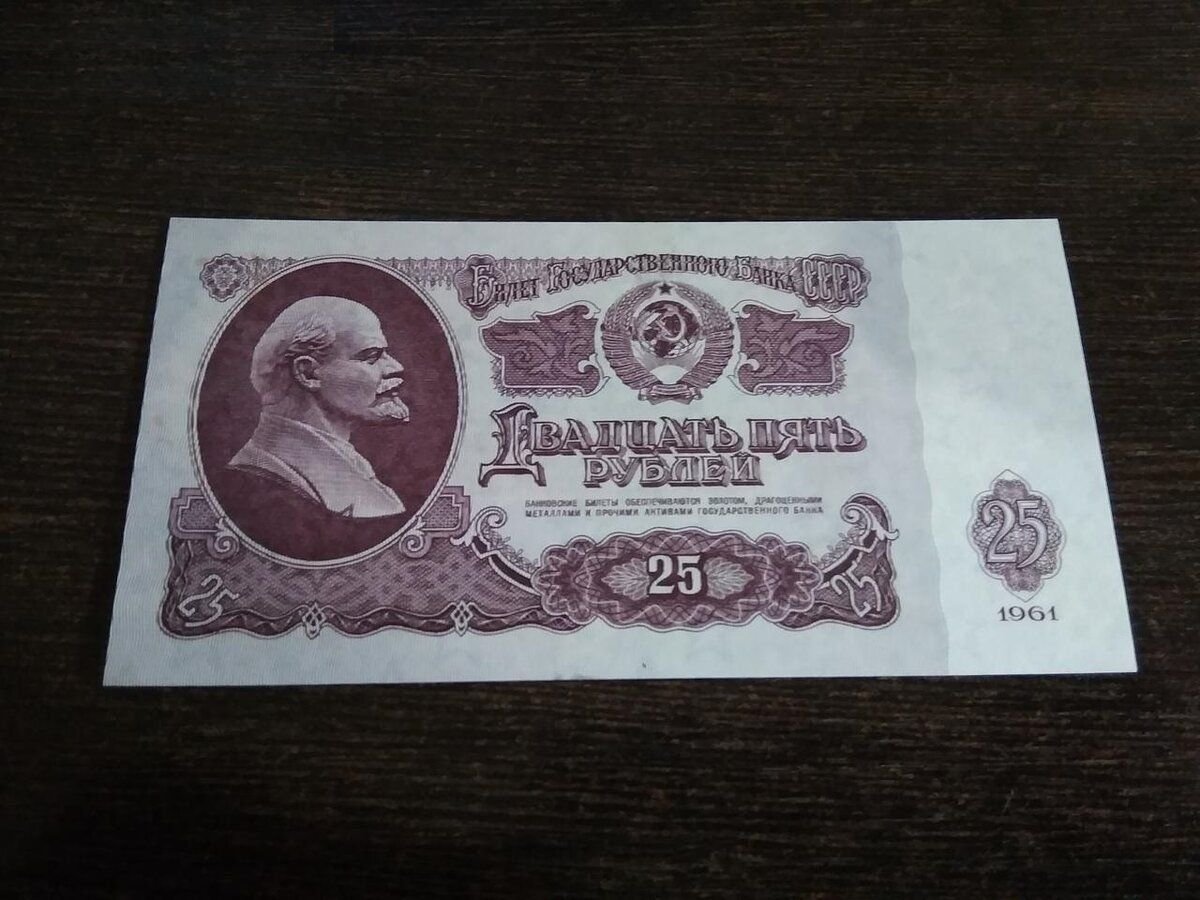 Билет Государственного Банка СССР
Двадцать пять
рублей
БАНКОВСКИЕ БИЛЕТЫ ОБЕСПЕЧИВАЮТСЯ ЗОЛОТОМ, ДРАГОЦЕННЫМИ
МЕТАЛЛАМИ И ПРОЧИМИ АКТИВАМИ ГОСУДАРСТВЕННОГО БАНКА
25
25
25
25
1961